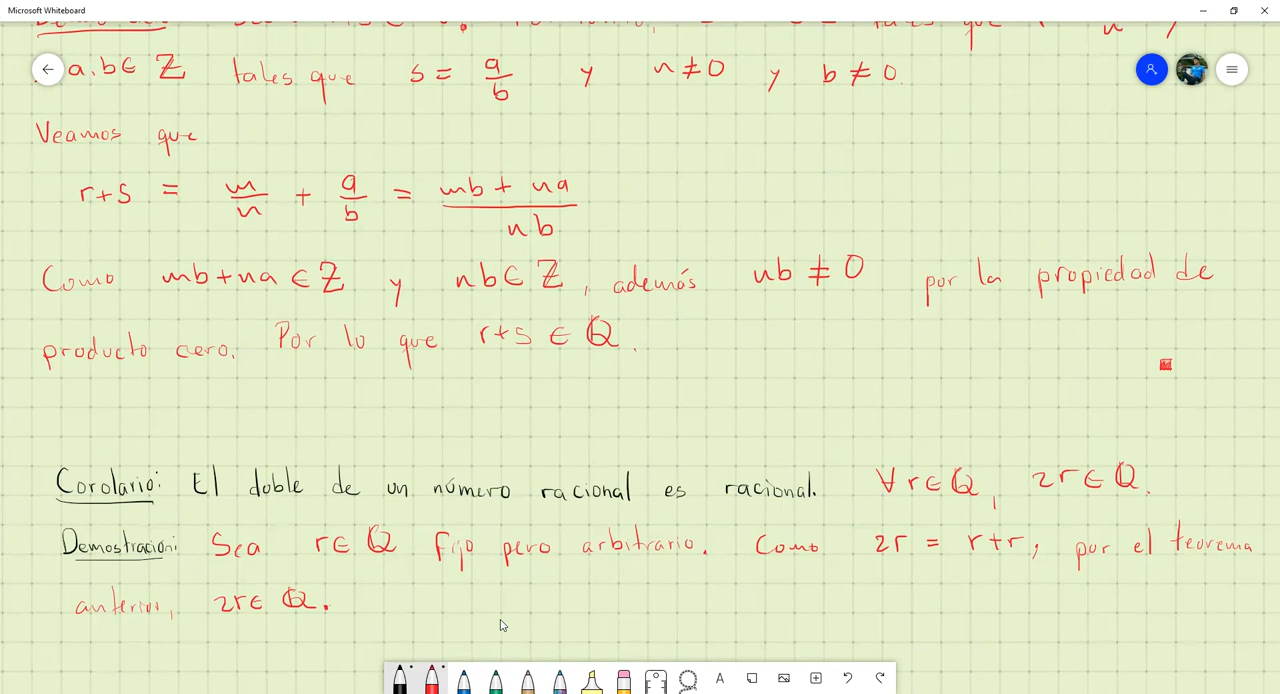 Microsoft Whiteboard
tales que
a, b ∈ ℤ tales que s = a/b y n ≠ 0 y b ≠ 0.
Veamos que
r+s = m/n + a/b = (mb + na)/(nb)
Como mb+na ∈ ℤ y nb ∈ ℤ, además nb ≠ 0 por la propiedad de
producto cero. Por lo que r+s ∈ ℚ.
Corolario: El doble de un número racional es racional. ∀r∈ℚ, 2r∈ℚ.
Demostración: Sea r∈ℚ fijo pero arbitrario. Como 2r = r+r, por el teorema
anterior, 2r∈ℚ.
A